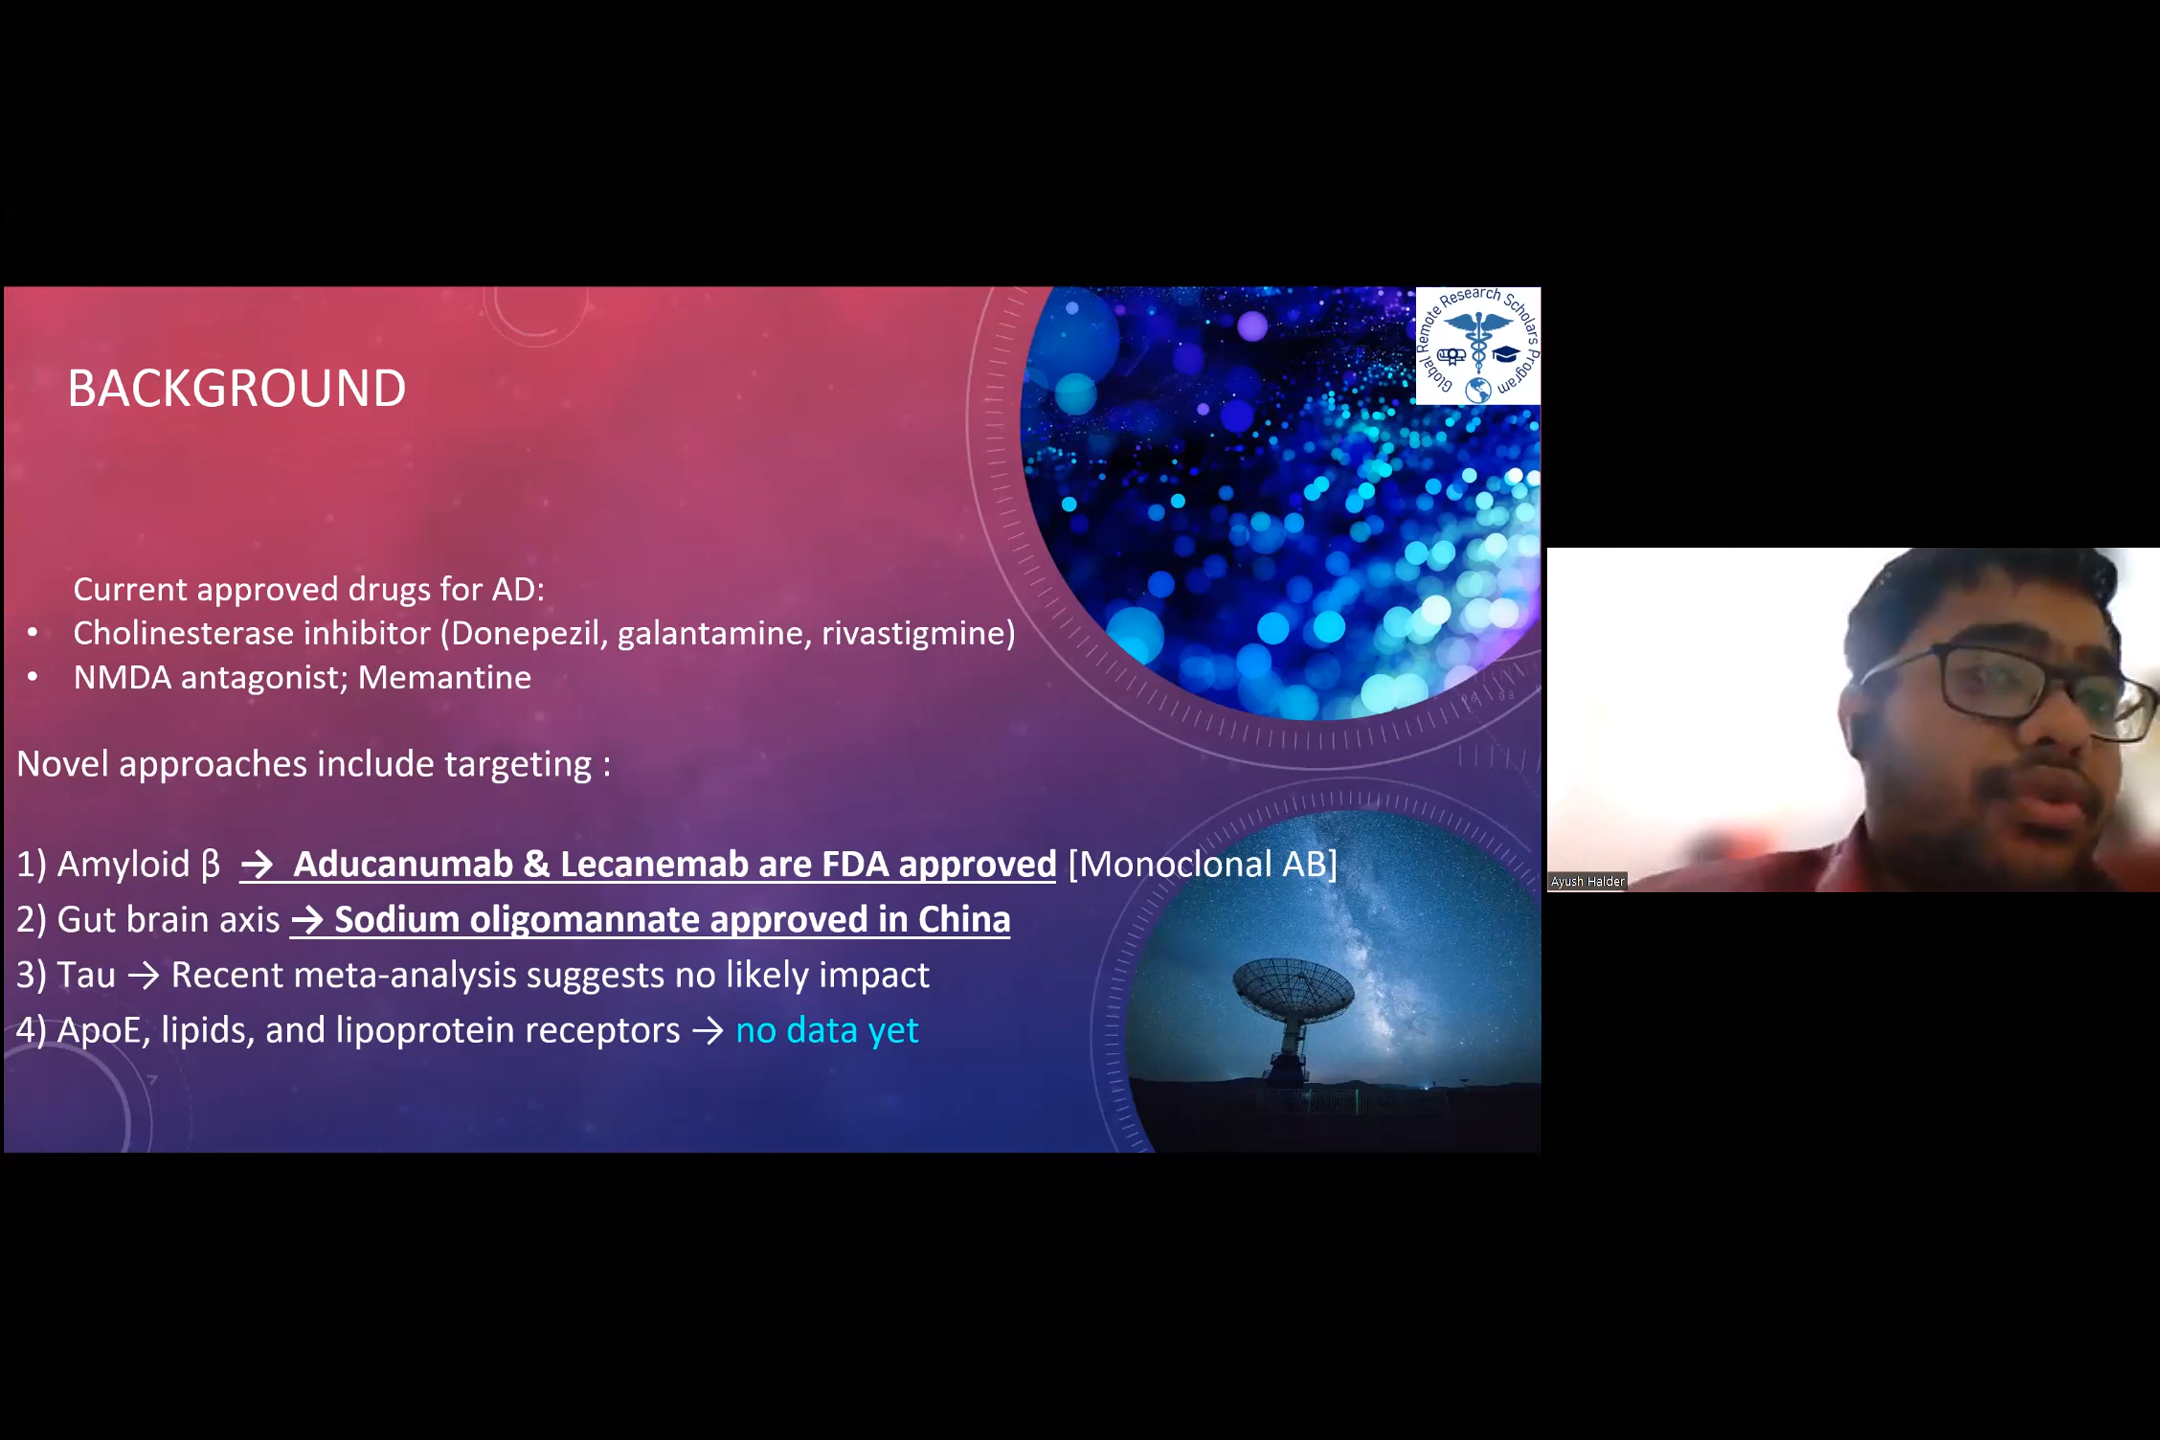 Global Remote Research Scholars Program
BACKGROUND
Current approved drugs for AD:
• Cholinesterase inhibitor (Donepezil, galantamine, rivastigmine)
• NMDA antagonist; Memantine
Novel approaches include targeting :
1) Amyloid β → Aducanumab & Lecanemab are FDA approved [Monoclonal AB]
2) Gut brain axis → Sodium oligomannate approved in China
3) Tau → Recent meta-analysis suggests no likely impact
4) ApoE, lipids, and lipoprotein receptors → no data yet
Ayush Halder